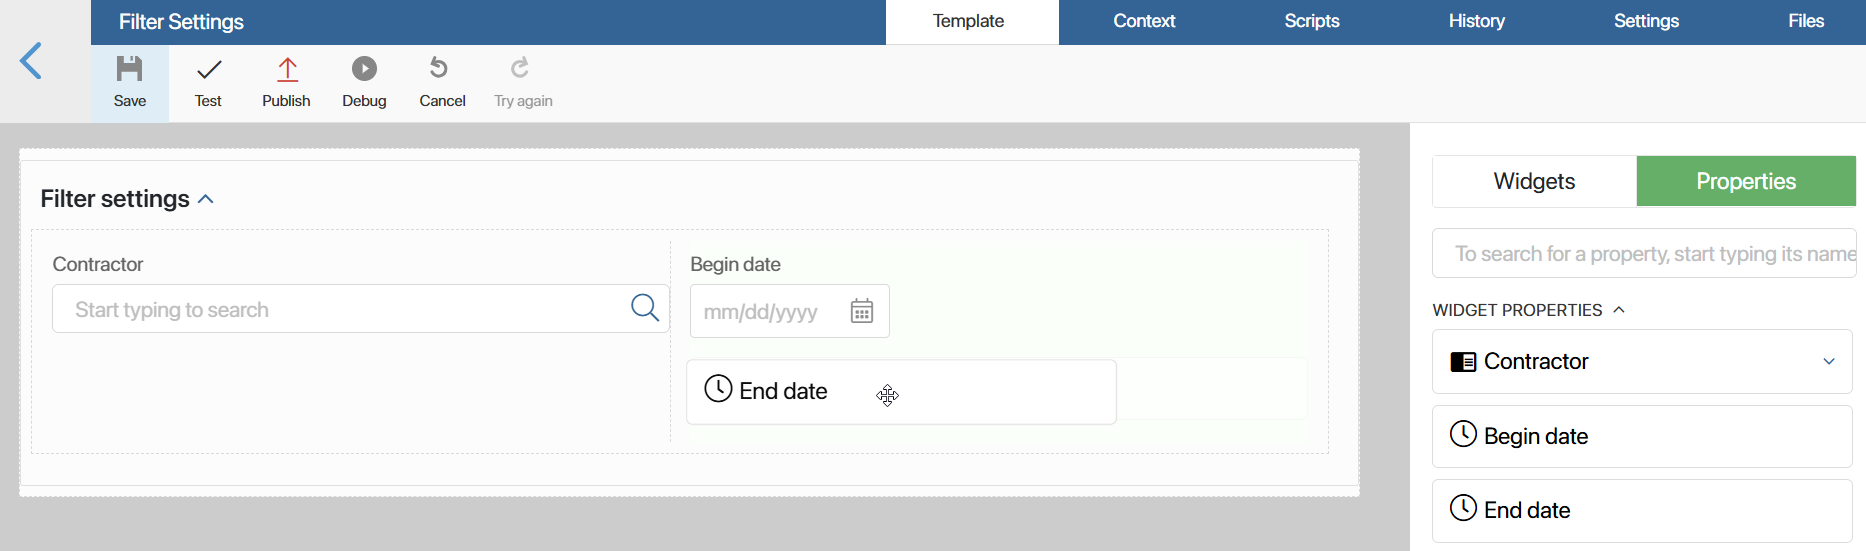 Filter Settings
Template
Context
Scripts
History
Settings
Files
Save
Test
Publish
Debug
Cancel
Try again
Filter settings
Contractor
Start typing to search
Begin date
mm/dd/yyyy
End date
Widgets
Properties
To search for a property, start typing its name
WIDGET PROPERTIES
Contractor
Begin date
End date